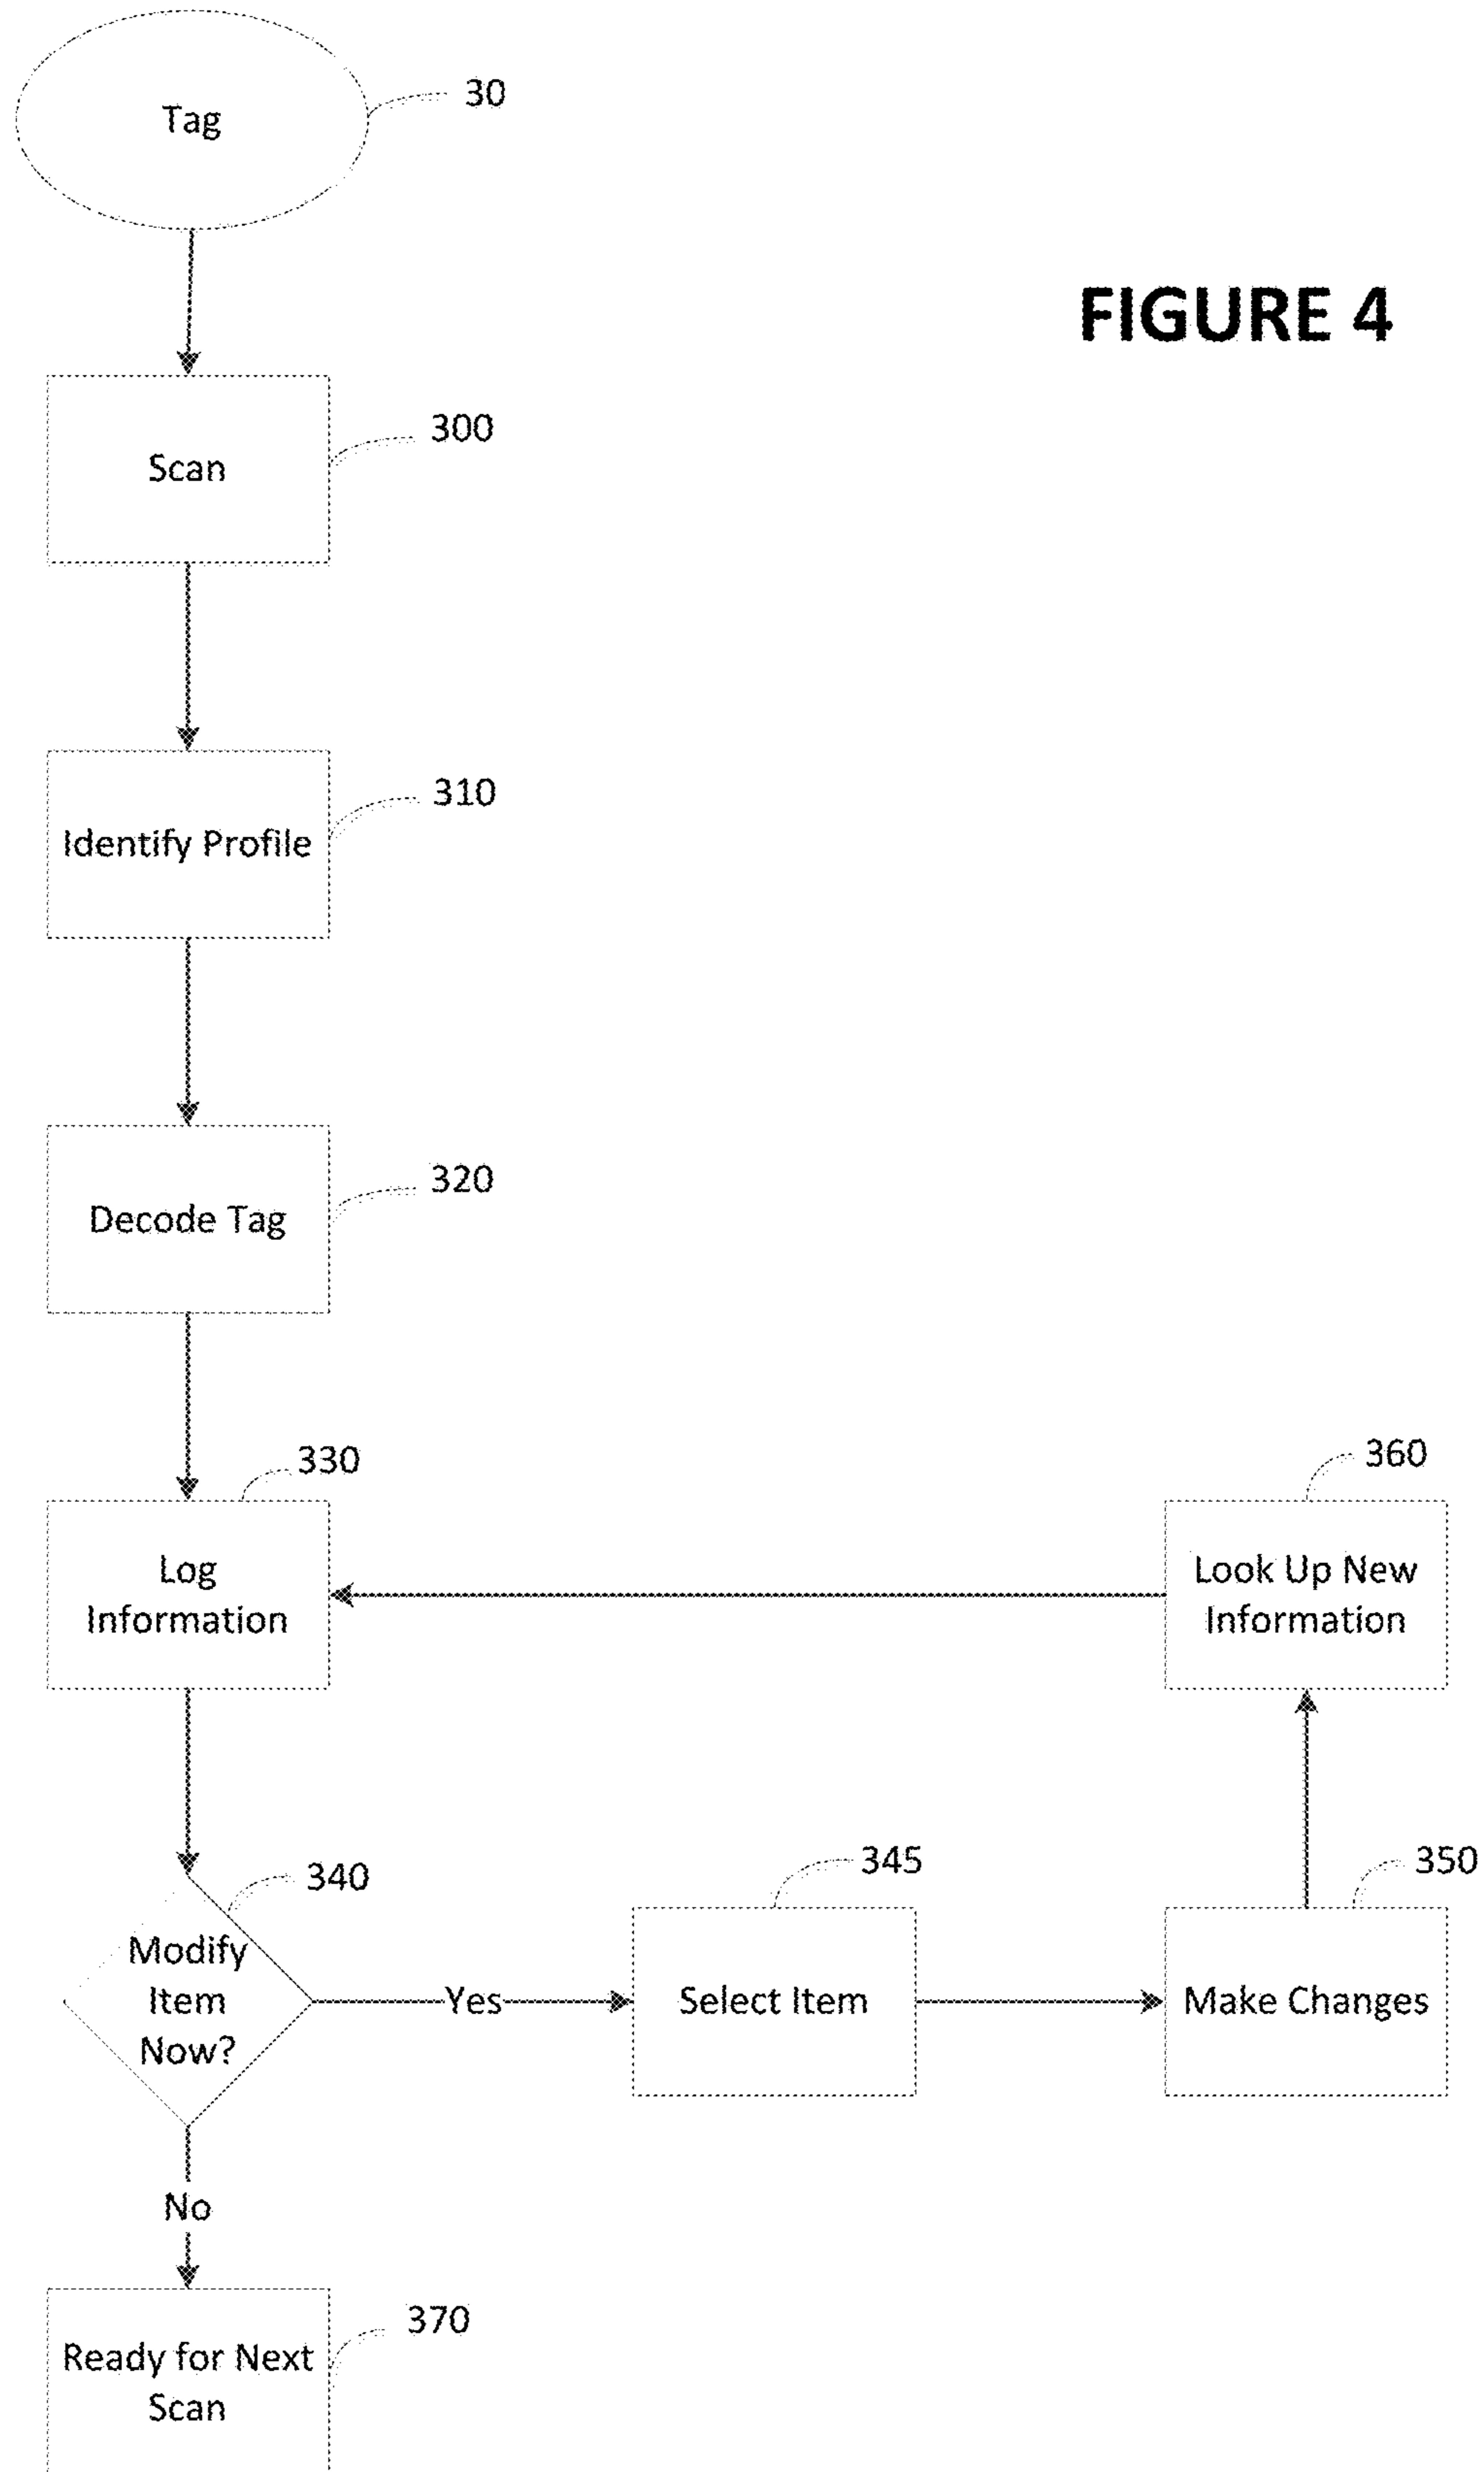 Tag
30
FIGURE 4
Scan
300
Identify Profile
310
Decode Tag
320
Log
Information
330
Look Up New
Information
360
Modify
Item
Now?
340
Yes
Select Item
345
Make Changes
350
No
Ready for Next
Scan
370